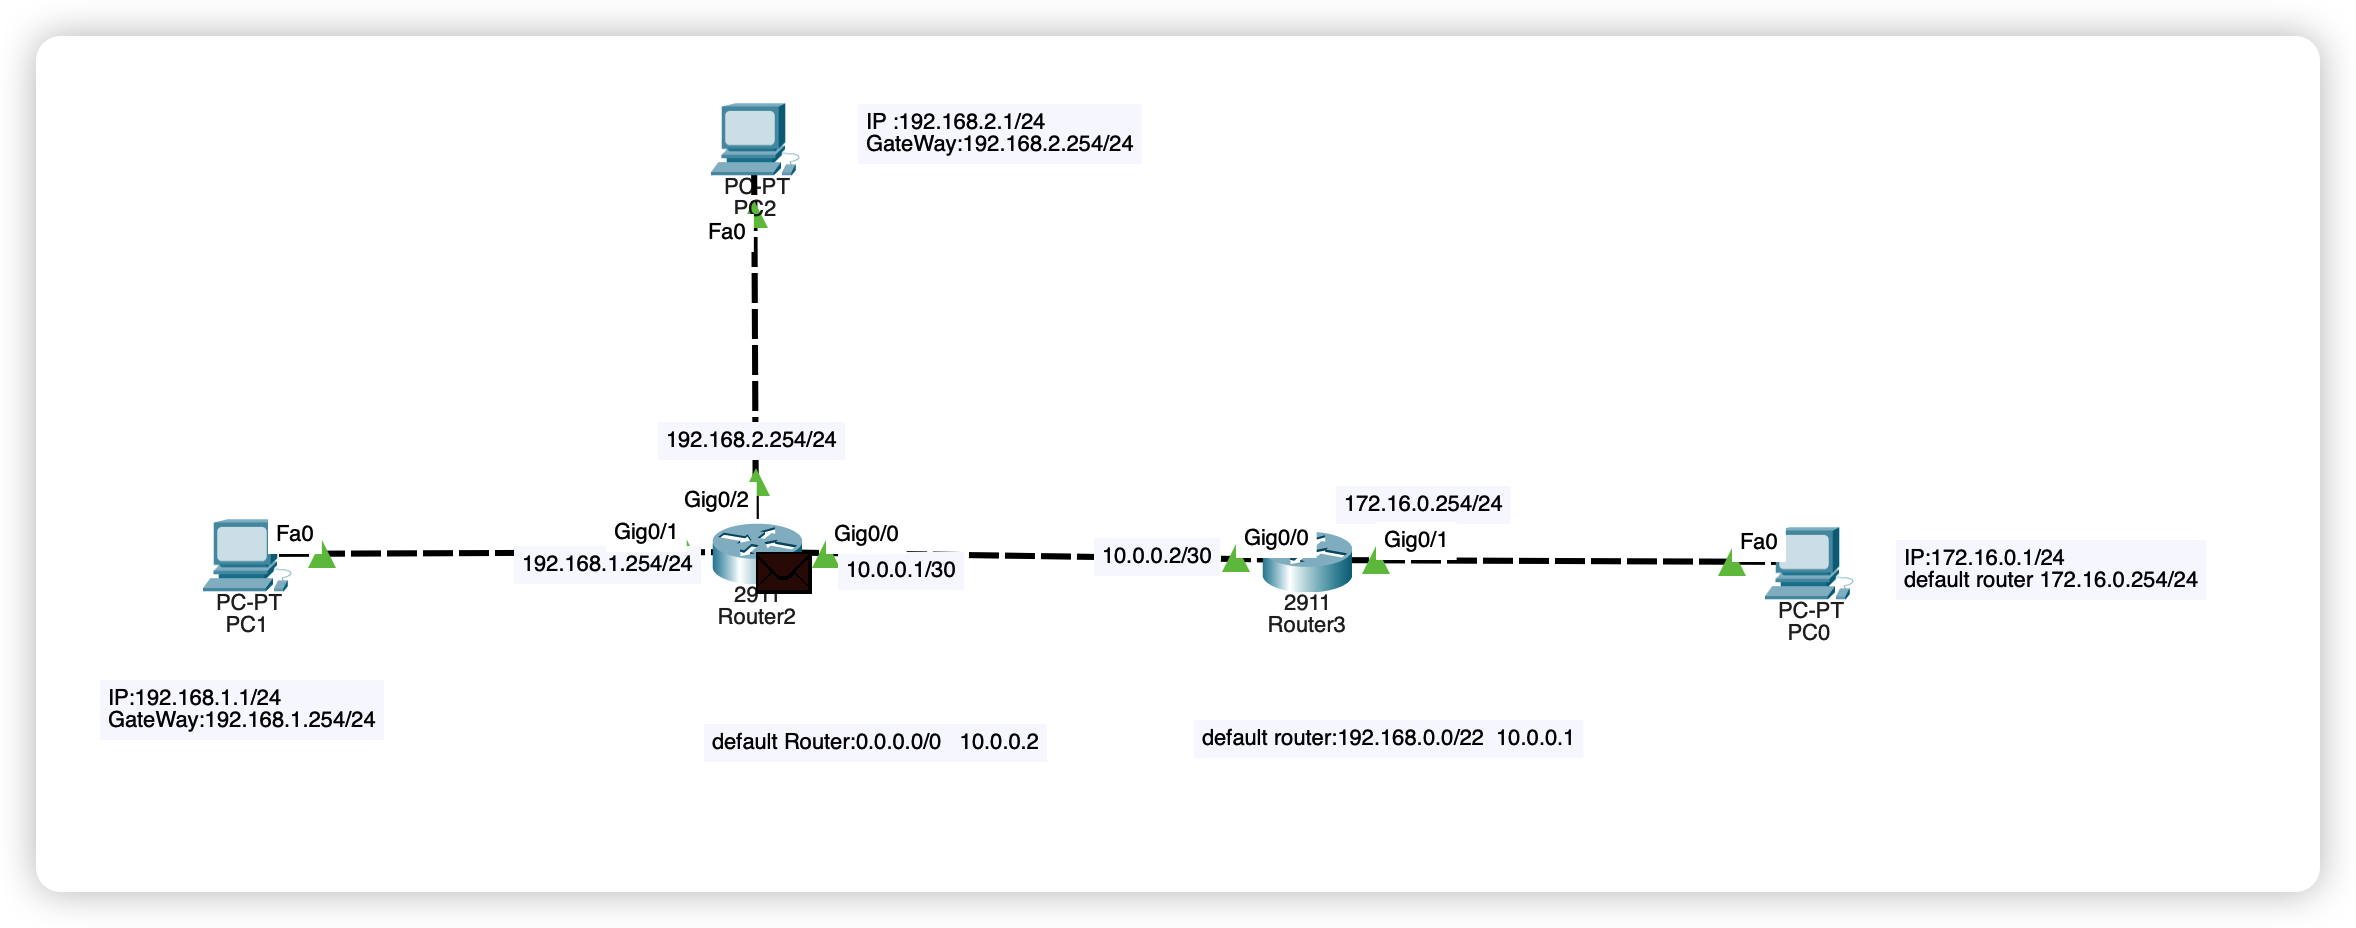 IP :192.168.2.1/24
GateWay:192.168.2.254/24
PC-PT
PC2
Fa0
192.168.2.254/24
Gig0/2
Gig0/1
Gig0/0
192.168.1.254/24
10.0.0.1/30
2911
Router2
Fa0
PC-PT
PC1
IP:192.168.1.1/24
GateWay:192.168.1.254/24
default Router:0.0.0.0/0   10.0.0.2
172.16.0.254/24
10.0.0.2/30
Gig0/0
Gig0/1
2911
Router3
default router:192.168.0.0/22  10.0.0.1
Fa0
PC-PT
PC0
IP:172.16.0.1/24
default router 172.16.0.254/24